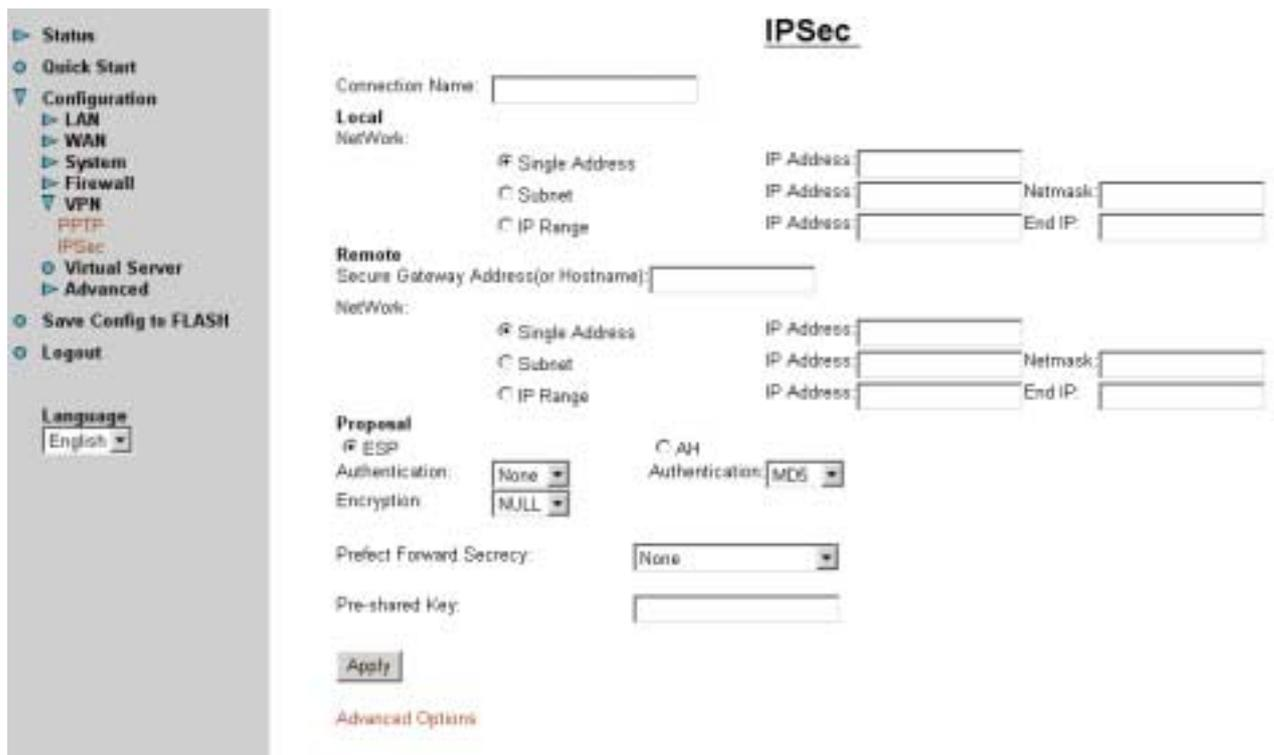 Status
Quick Start
Configuration
LAN
WAN
System
Firewall
VPN
PPTP
IPSec
Virtual Server
Advanced
Save Config to FLASH
Logout
Language
English
IPSec
Connection Name:
Local
NetWork:
Single Address IP Address:
Subnet IP Address: Netmask:
IP Range IP Address: End IP:
Remote
Secure Gateway Address(or Hostname):
NetWork:
Single Address IP Address:
Subnet IP Address: Netmask:
IP Range IP Address: End IP:
Proposal
ESP AH
Authentication: None Authentication: MD5
Encryption: NULL
Prefect Forward Secrecy: None
Pre-shared Key:
Apply
Advanced Options